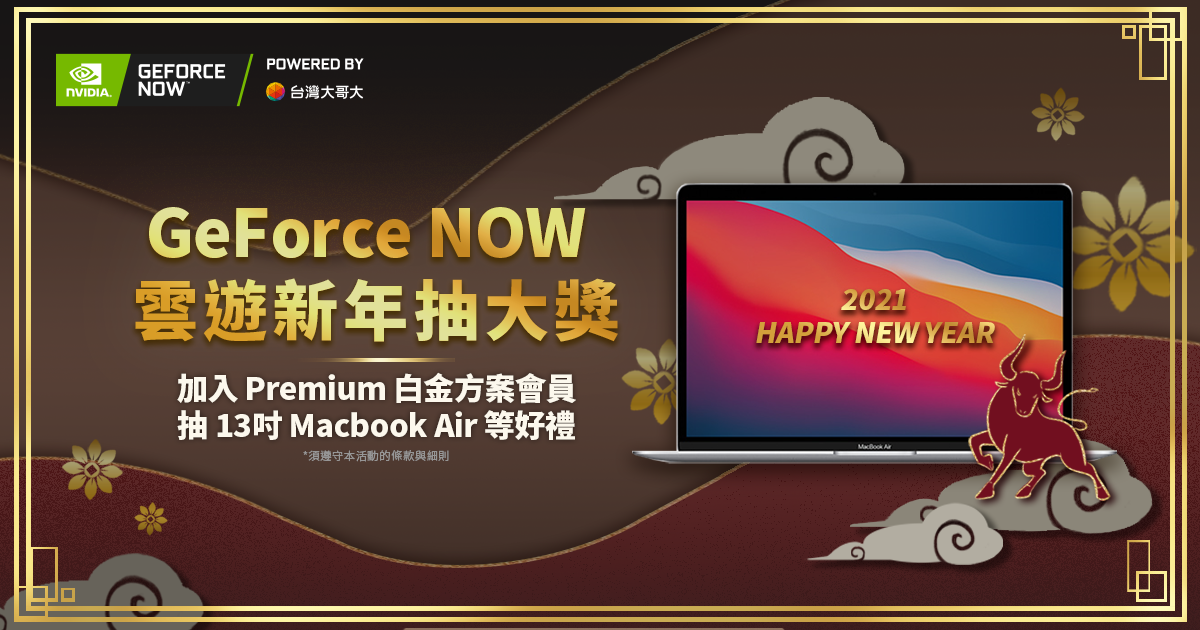 NVIDIA.
GEFORCE
NOW™
POWERED BY
台灣大哥大
GeForce NOW
雲遊新年抽大獎
加入 Premium 白金方案會員
抽 13吋 Macbook Air 等好禮
*須遵守本活動的條款與細則
2021
HAPPY NEW YEAR
MacBook Air